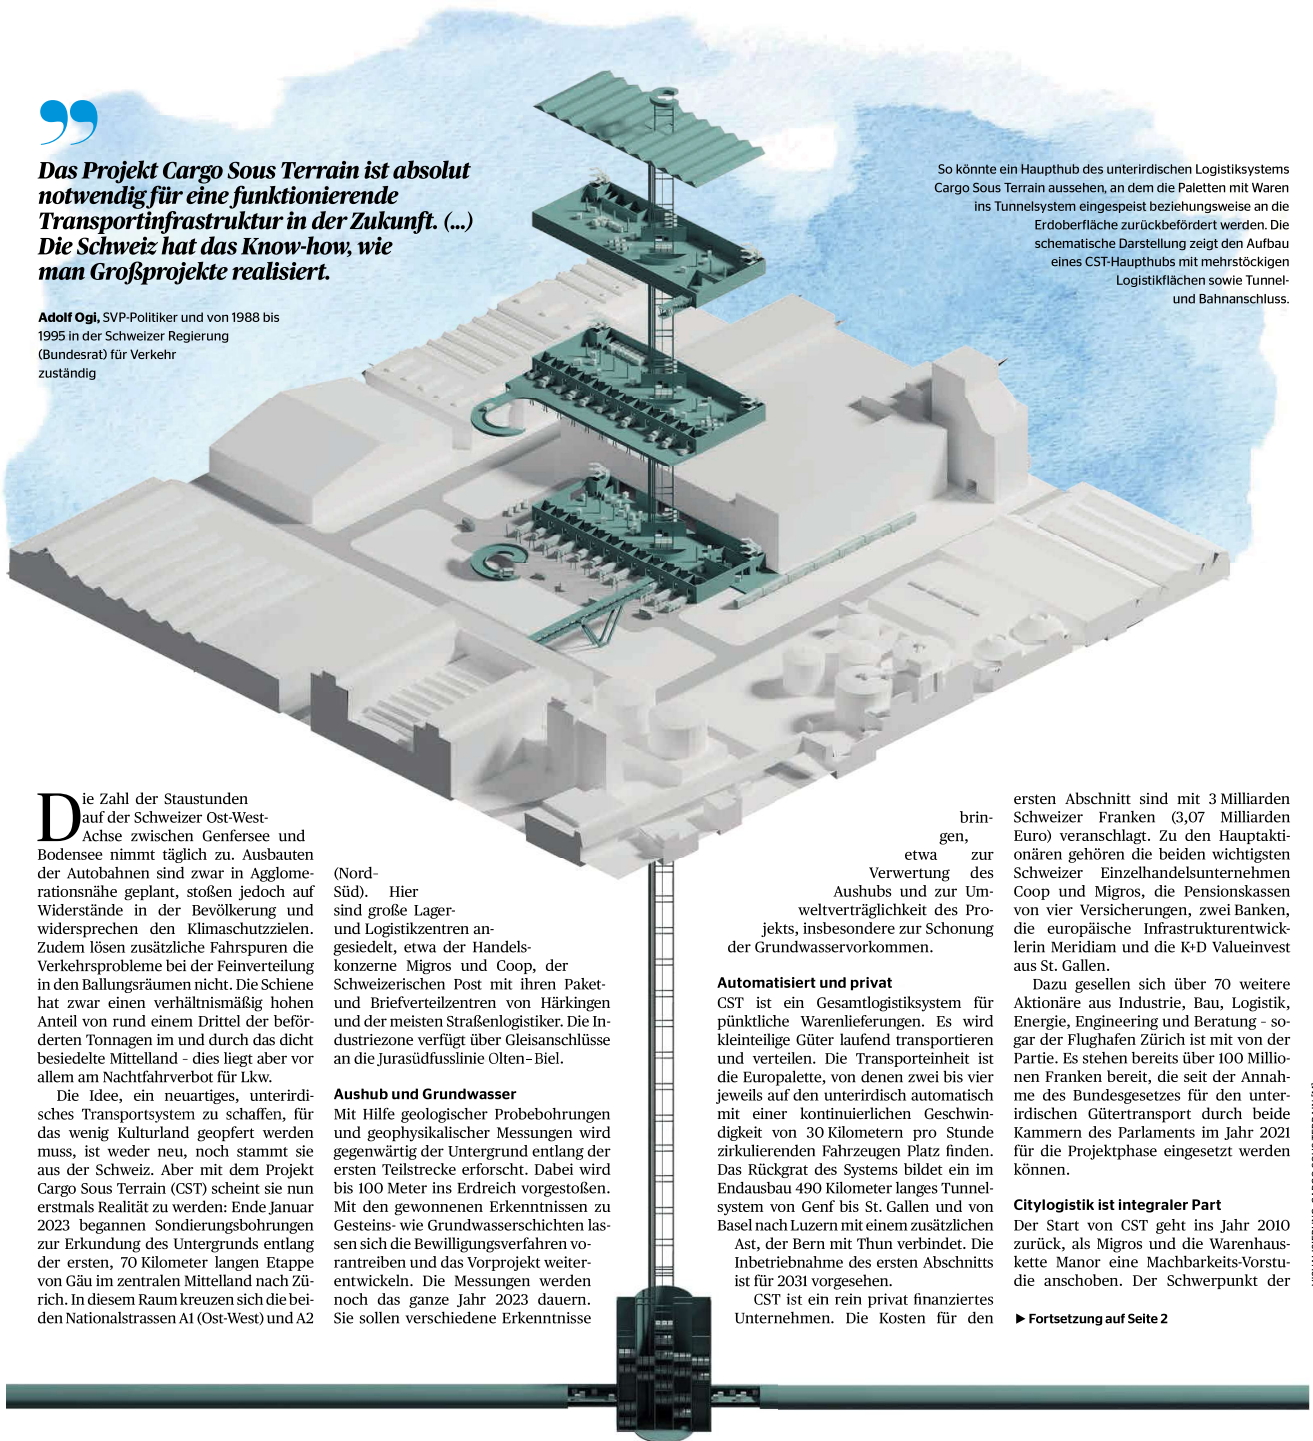 ”
Das Projekt Cargo Sous Terrain ist absolut
notwendig für eine funktionierende
Transportinfrastruktur in der Zukunft. (...)
Die Schweiz hat das Know-how, wie
man Großprojekte realisiert.
Adolf Ogi, SVP-Politiker und von 1988 bis
1995 in der Schweizer Regierung
(Bundesrat) für Verkehr
zuständig
So könnte ein Haupthub des unterirdischen Logistiksystems
Cargo Sous Terrain aussehen, an dem die Paletten mit Waren
ins Tunnelsystem eingespeist beziehungsweise an die
Erdoberfläche zurückbefördert werden. Die
schematische Darstellung zeigt den Aufbau
eines CST-Haupthubs mit mehrstöckigen
Logistikflächen sowie Tunnel-
und Bahnanschluss.
Die Zahl der Staustunden
auf der Schweizer Ost-West-
Achse zwischen Genfersee und
Bodensee nimmt täglich zu. Ausbauten
der Autobahnen sind zwar in Agglome-
rationsnähe geplant, stoßen jedoch auf
Widerstände in der Bevölkerung und
widersprechen den Klimaschutzzielen.
Zudem lösen zusätzliche Fahrspuren die
Verkehrsprobleme bei der Feinverteilung
in den Ballungsräumen nicht. Die Schiene
hat zwar einen verhältnismäßig hohen
Anteil von rund einem Drittel der beför-
derten Tonnagen im und durch das dicht
besiedelte Mittelland – dies liegt aber vor
allem am Nachtfahrverbot für Lkw.
Die Idee, ein neuartiges, unterirdi-
sches Transportsystem zu schaffen, für
das wenig Kulturland geopfert werden
muss, ist weder neu, noch stammt sie
aus der Schweiz. Aber mit dem Projekt
Cargo Sous Terrain (CST) scheint sie nun
erstmals Realität zu werden: Ende Januar
2023 begannen Sondierungsbohrungen
zur Erkundung des Untergrunds entlang
der ersten, 70 Kilometer langen Etappe
von Gäu im zentralen Mittelland nach Zü-
rich. In diesem Raum kreuzen sich die bei-
den Nationalstrassen A1 (Ost-West) und A2
(Nord-
Süd). Hier
sind große Lager-
und Logistikzentren an-
gesiedelt, etwa der Handels-
konzerne Migros und Coop, der
Schweizerischen Post mit ihren Paket-
und Briefverteilzentren von Härkingen
und der meisten Straßenlogistiker. Die In-
dustriezone verfügt über Gleisanschlüsse
an die Jurasüdfusslinie Olten–Biel.
Aushub und Grundwasser
Mit Hilfe geologischer Probebohrungen
und geophysikalischer Messungen wird
gegenwärtig der Untergrund entlang der
ersten Teilstrecke erforscht. Dabei wird
bis 100 Meter ins Erdreich vorgestoßen.
Mit den gewonnenen Erkenntnissen zu
Gesteins- wie Grundwasserschichten las-
sen sich die Bewilligungsverfahren vo-
rantreiben und das Vorprojekt weiter-
entwickeln. Die Messungen werden
noch das ganze Jahr 2023 dauern.
Sie sollen verschiedene Erkenntnisse
brin-
gen,
etwa zur
Verwertung des
Aushubs und zur Um-
weltverträglichkeit des Pro-
jekts, insbesondere zur Schonung
der Grundwasservorkommen.
Automatisiert und privat
CST ist ein Gesamtlogistiksystem für
pünktliche Warenlieferungen. Es wird
kleinteilige Güter laufend transportieren
und verteilen. Die Transporteinheit ist
die Europalette, von denen zwei bis vier
jeweils auf den unterirdisch automatisch
mit einer kontinuierlichen Geschwin-
digkeit von 30 Kilometern pro Stunde
zirkulierenden Fahrzeugen Platz finden.
Das Rückgrat des Systems bildet ein im
Endausbau 490 Kilometer langes Tunnel-
system von Genf bis St. Gallen und von
Basel nach Luzern mit einem zusätzlichen
Ast, der Bern mit Thun verbindet. Die
Inbetriebnahme des ersten Abschnitts
ist für 2031 vorgesehen.
CST ist ein rein privat finanziertes
Unternehmen. Die Kosten für den
ersten Abschnitt sind mit 3 Milliarden
Schweizer Franken (3,07 Milliarden
Euro) veranschlagt. Zu den Hauptakti-
onären gehören die beiden wichtigsten
Schweizer Einzelhandelsunternehmen
Coop und Migros, die Pensionskassen
von vier Versicherungen, zwei Banken,
die europäische Infrastrukturentwick-
lerin Meridiam und die K+D Valueinvest
aus St. Gallen.
Dazu gesellen sich über 70 weitere
Aktionäre aus Industrie, Bau, Logistik,
Energie, Engineering und Beratung – so-
gar der Flughafen Zürich ist mit von der
Partie. Es stehen bereits über 100 Millio-
nen Franken bereit, die seit der Annah-
me des Bundesgesetzes für den unter-
irdischen Gütertransport durch beide
Kammern des Parlaments im Jahr 2021
für die Projektphase eingesetzt werden
können.
Citylogistik ist integraler Part
Der Start von CST geht ins Jahr 2010
zurück, als Migros und die Warenhaus-
kette Manor eine Machbarkeits-Vorstu-
die anschoben. Der Schwerpunkt der
▶ Fortsetzung auf Seite 2